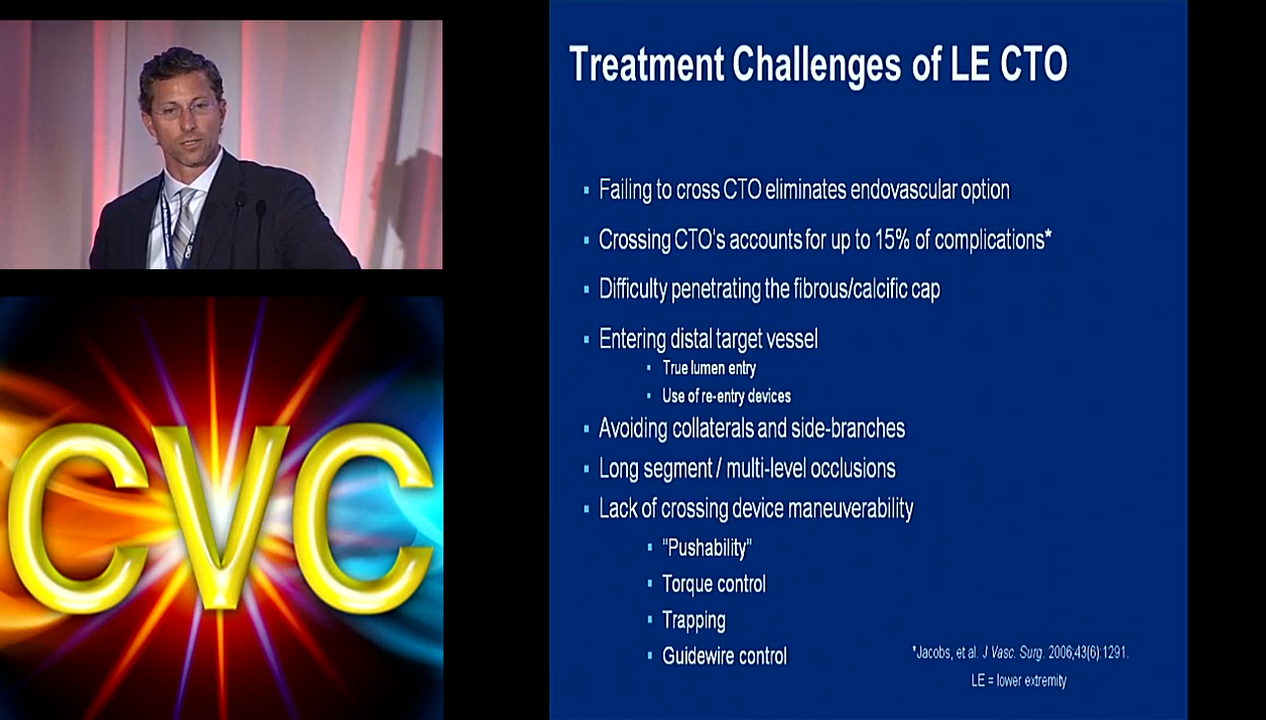 Treatment Challenges of LE CTO
Failing to cross CTO eliminates endovascular option
Crossing CTO's accounts for up to 15% of complications*
Difficulty penetrating the fibrous/calcific cap
Entering distal target vessel
True lumen entry
Use of re-entry devices
Avoiding collaterals and side-branches
Long segment / multi-level occlusions
Lack of crossing device maneuverability
"Pushability"
Torque control
Trapping
Guidewire control
*Jacobs, et al. J Vasc. Surg. 2006;43(6):1291.
LE = lower extremity
CVC